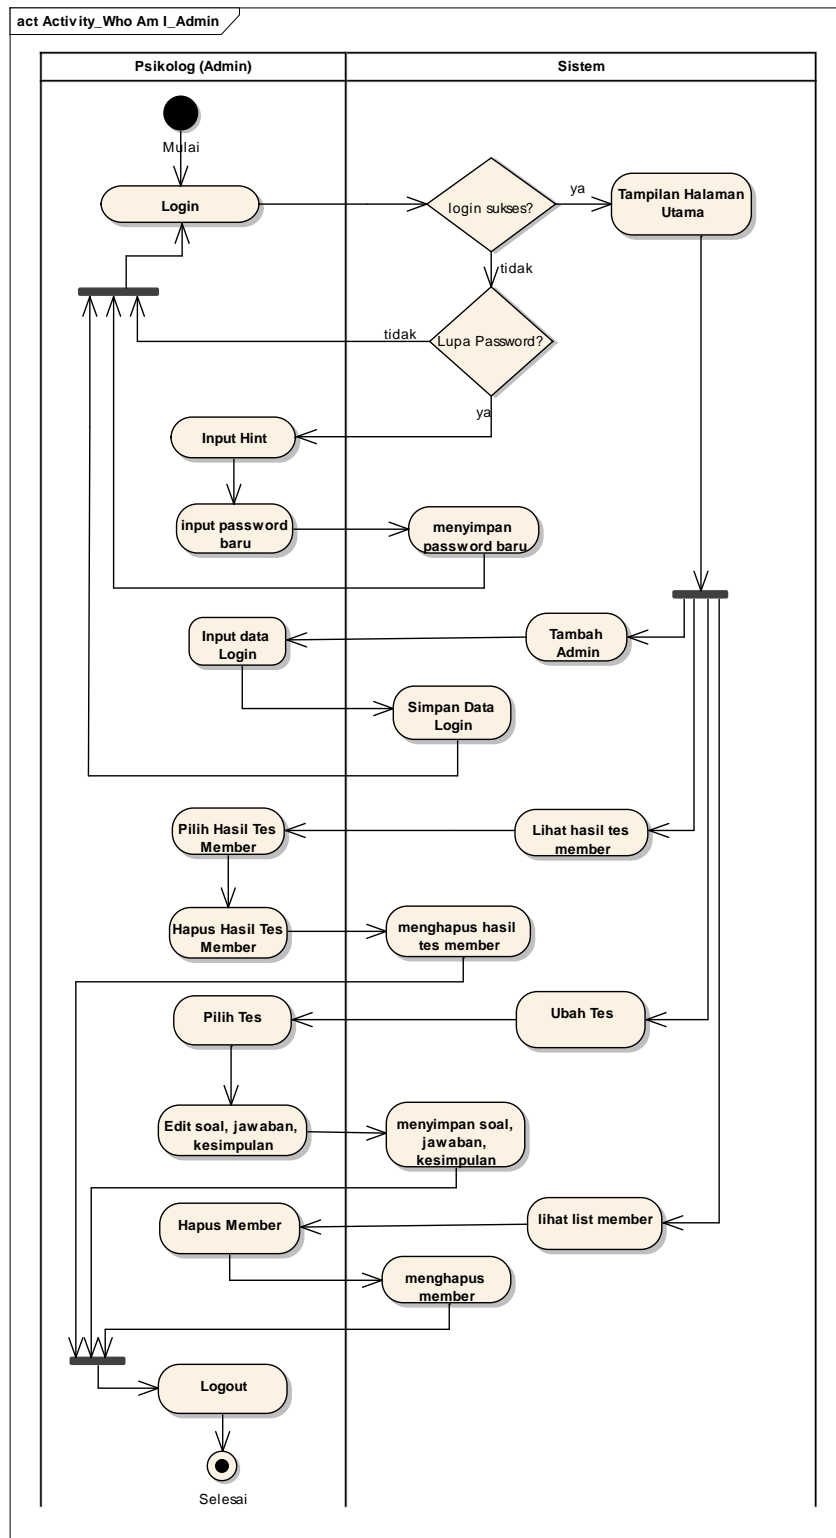 act Activity_Who Am I_Admin
Psikolog (Admin)
Sistem
Mulai
Login
login sukses?
ya
Tampilan Halaman
Utama
tidak
Lupa Password?
tidak
ya
Input Hint
input password
baru
menyimpan
password baru
Tambah
Admin
Input data
Login
Simpan Data
Login
Lihat hasil tes
member
Pilih Hasil Tes
Member
Hapus Hasil Tes
Member
menghapus hasil
tes member
Ubah Tes
Pilih Tes
Edit soal, jawaban,
kesimpulan
menyimpan soal,
jawaban,
kesimpulan
lihat list member
Hapus Member
menghapus
member
Logout
Selesai